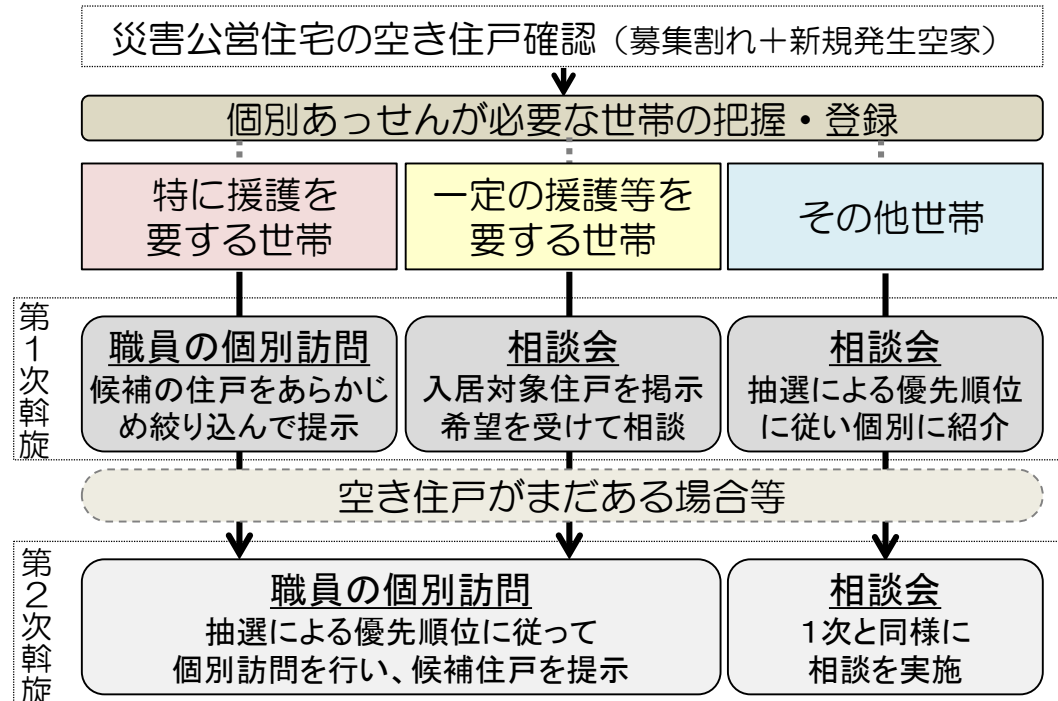 災害公営住宅の空き住戸確認（募集割れ＋新規発生空家）
個別あっせんが必要な世帯の把握・登録
特に援護を
要する世帯
一定の援護等を
要する世帯
その他世帯
第１次斡旋
職員の個別訪問
候補の住戸をあらかじ
め絞り込んで提示
相談会
入居対象住戸を掲示
希望を受けて相談
相談会
抽選による優先順位
に従い個別に紹介
空き住戸がまだある場合等
第２次斡旋
職員の個別訪問
抽選による優先順位に従って
個別訪問を行い、候補住戸を提示
相談会
１次と同様に
相談を実施